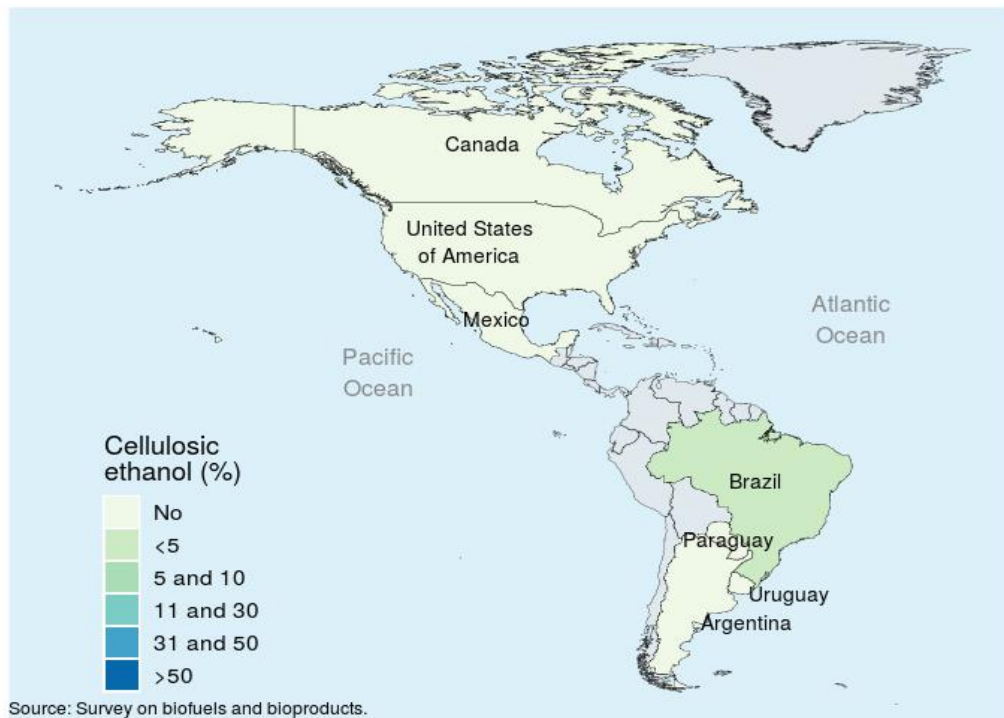 Canada
United States
of America
Mexico
Atlantic
Ocean
Pacific
Ocean
Cellulosic
ethanol (%)
No
<5
5 and 10
11 and 30
31 and 50
>50
Brazil
Paraguay
Uruguay
Argentina
Source: Survey on biofuels and bioproducts.